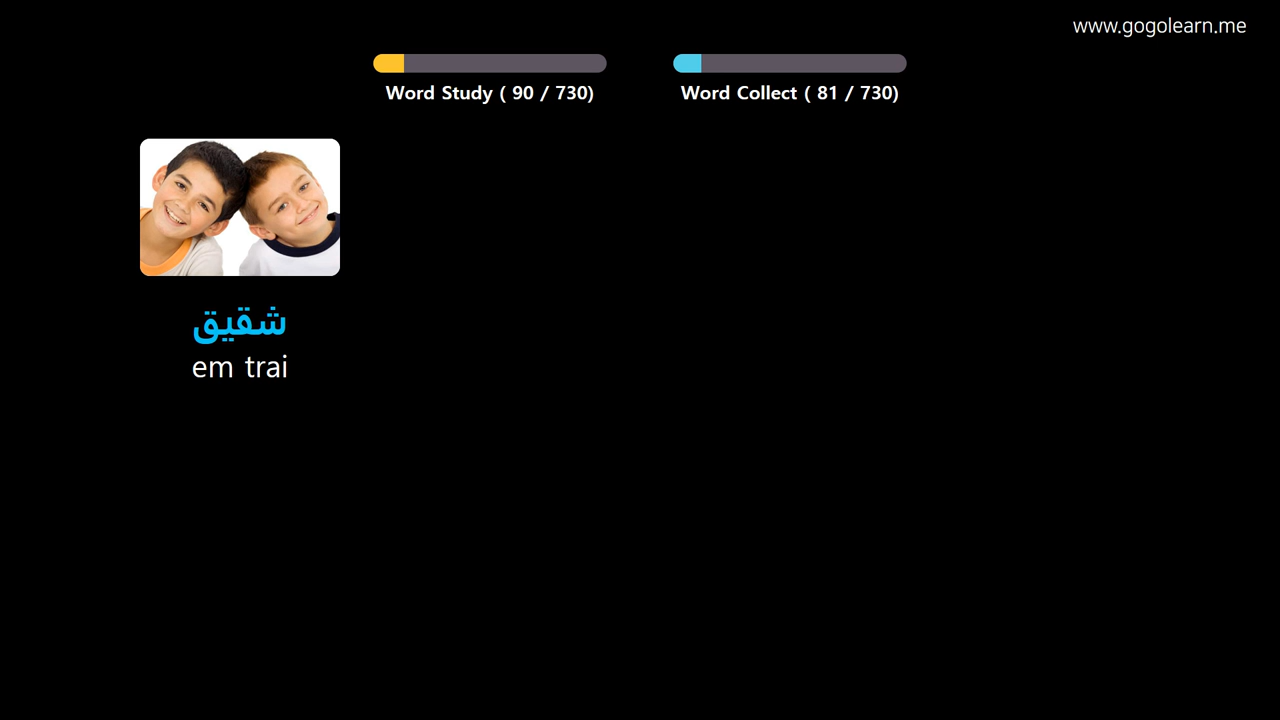 www.gogolearn.me
Word Study ( 90 / 730)
Word Collect ( 81 / 730)
شقيق
em trai